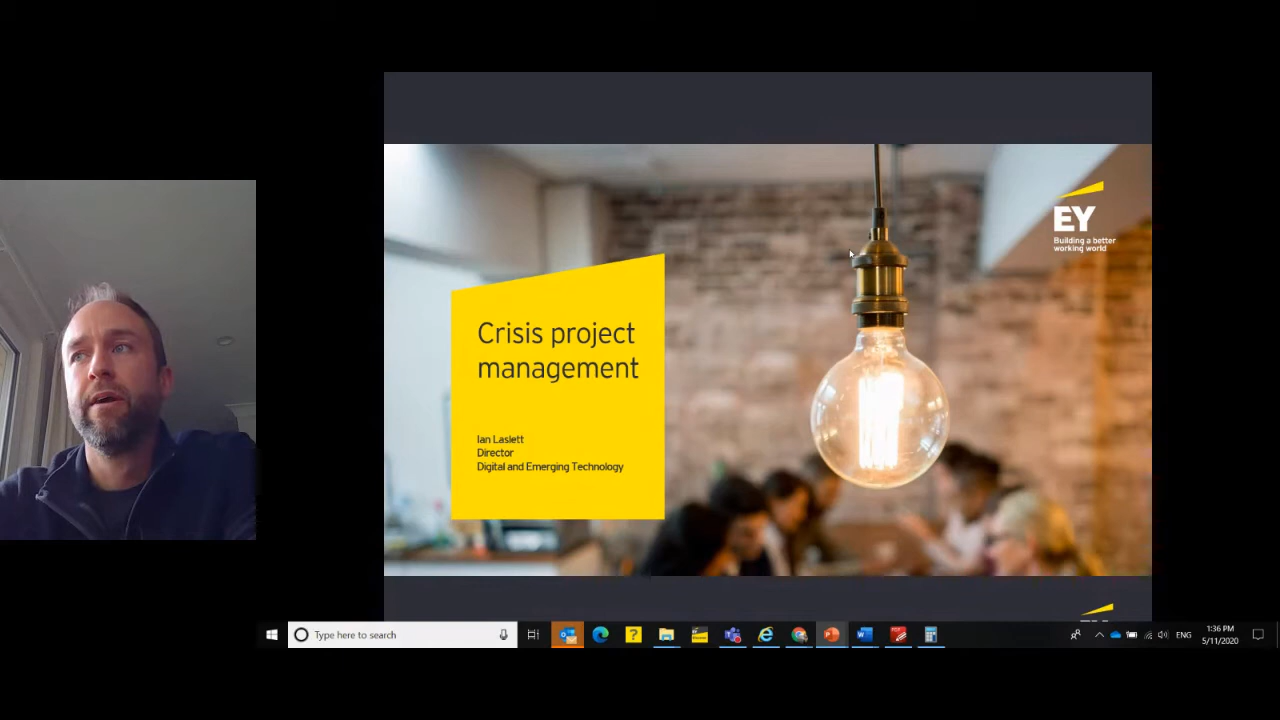 EY
Building a better
working world
Crisis project
management
Ian Laslett
Director
Digital and Emerging Technology
Type here to search
ENG
1:36 PM
5/11/2020